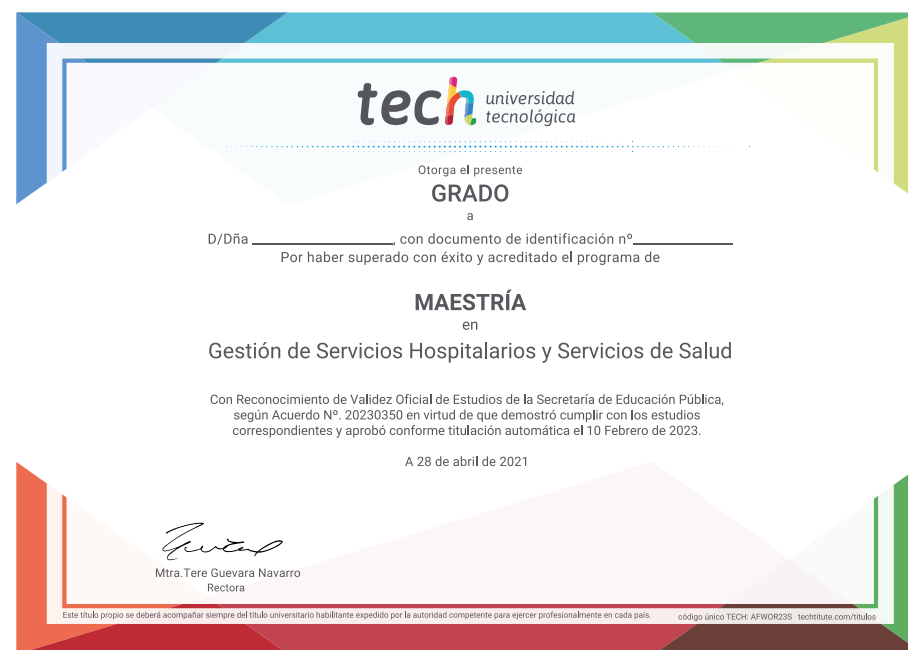 tech universidad
tecnológica
Otorga el presente
GRADO
a
D/Dña ____________________, con documento de identificación nº______________
Por haber superado con éxito y acreditado el programa de
MAESTRÍA
en
Gestión de Servicios Hospitalarios y Servicios de Salud
Con Reconocimiento de Validez Oficial de Estudios de la Secretaría de Educación Pública,
según Acuerdo Nº. 20230350 en virtud de que demostró cumplir con los estudios
correspondientes y aprobó conforme titulación automática el 10 Febrero de 2023.
A 28 de abril de 2021
Mtra.Tere Guevara Navarro
Rectora
Este título propio se deberá acompañar siempre del título universitario habilitante expedido por la autoridad competente para ejercer profesionalmente en cada país. código único TECH: AFWOR23S techtitute.com/titulos